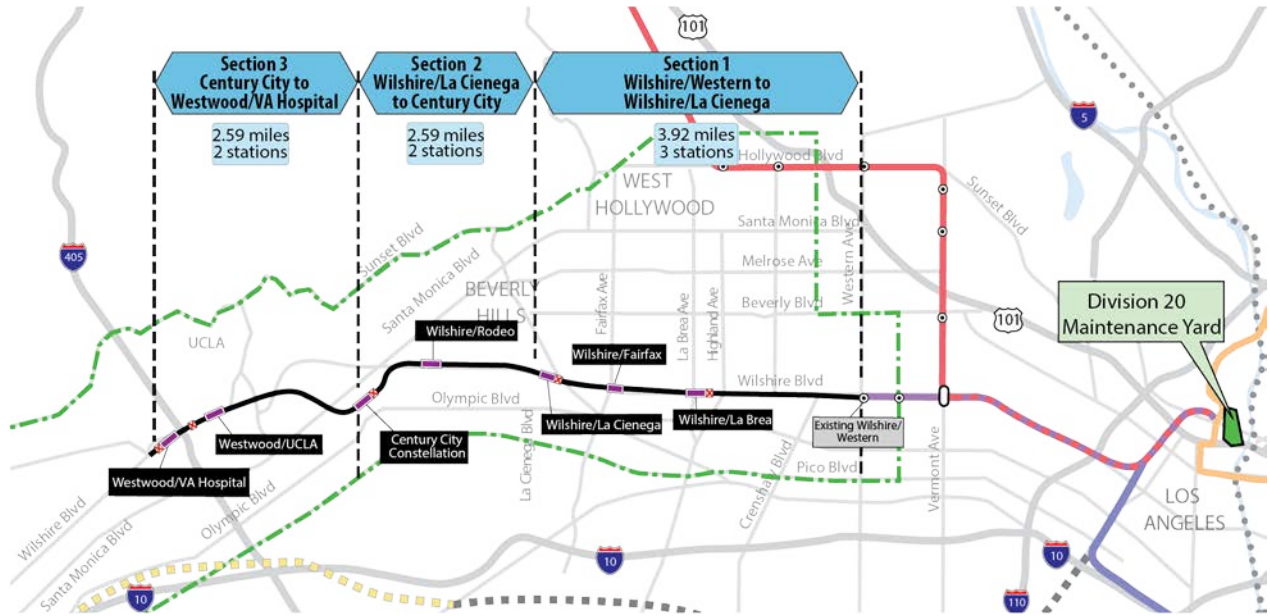 101
Section 3
Century City to
Westwood/VA Hospital
Section 2
Wilshire/La Cienega
to Century City
Section 1
Wilshire/Western to
Wilshire/La Cienega
2.59 miles
2 stations
2.59 miles
2 stations
3.92 miles
3 stations
5
Hollywood Blvd
WEST
HOLLYWOOD
Sunset Blvd
Santa Monica Blvd
405
Sunset Blvd
Santa Monica Blvd
Melrose Ave
Western Ave
BEVERLY
HILLS
Fairfax Ave
La Brea Ave
Highland Ave
Beverly Blvd
101
Division 20
Maintenance Yard
UCLA
Wilshire/Rodeo
Wilshire/Fairfax
Wilshire Blvd
Olympic Blvd
Westwood/UCLA
Century City
Constellation
Wilshire/La Cienega
Wilshire/La Brea
Existing Wilshire/
Western
Westwood/VA Hospital
La Cienega Blvd
Crenshaw Blvd
Pico Blvd
Vermont Ave
LOS
ANGELES
Wilshire Blvd
Santa Monica Blvd
Olympic Blvd
10
10
10
110